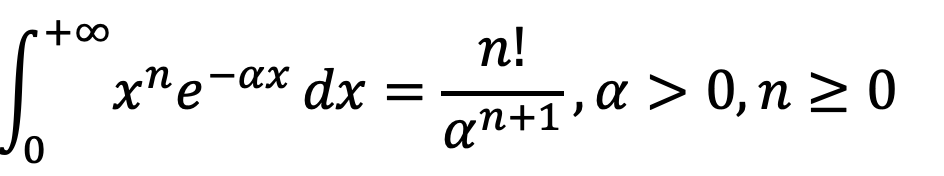 ∫₀^{+∞} xⁿe^{−αx} dx = n!/α^{n+1}, α > 0, n ≥ 0